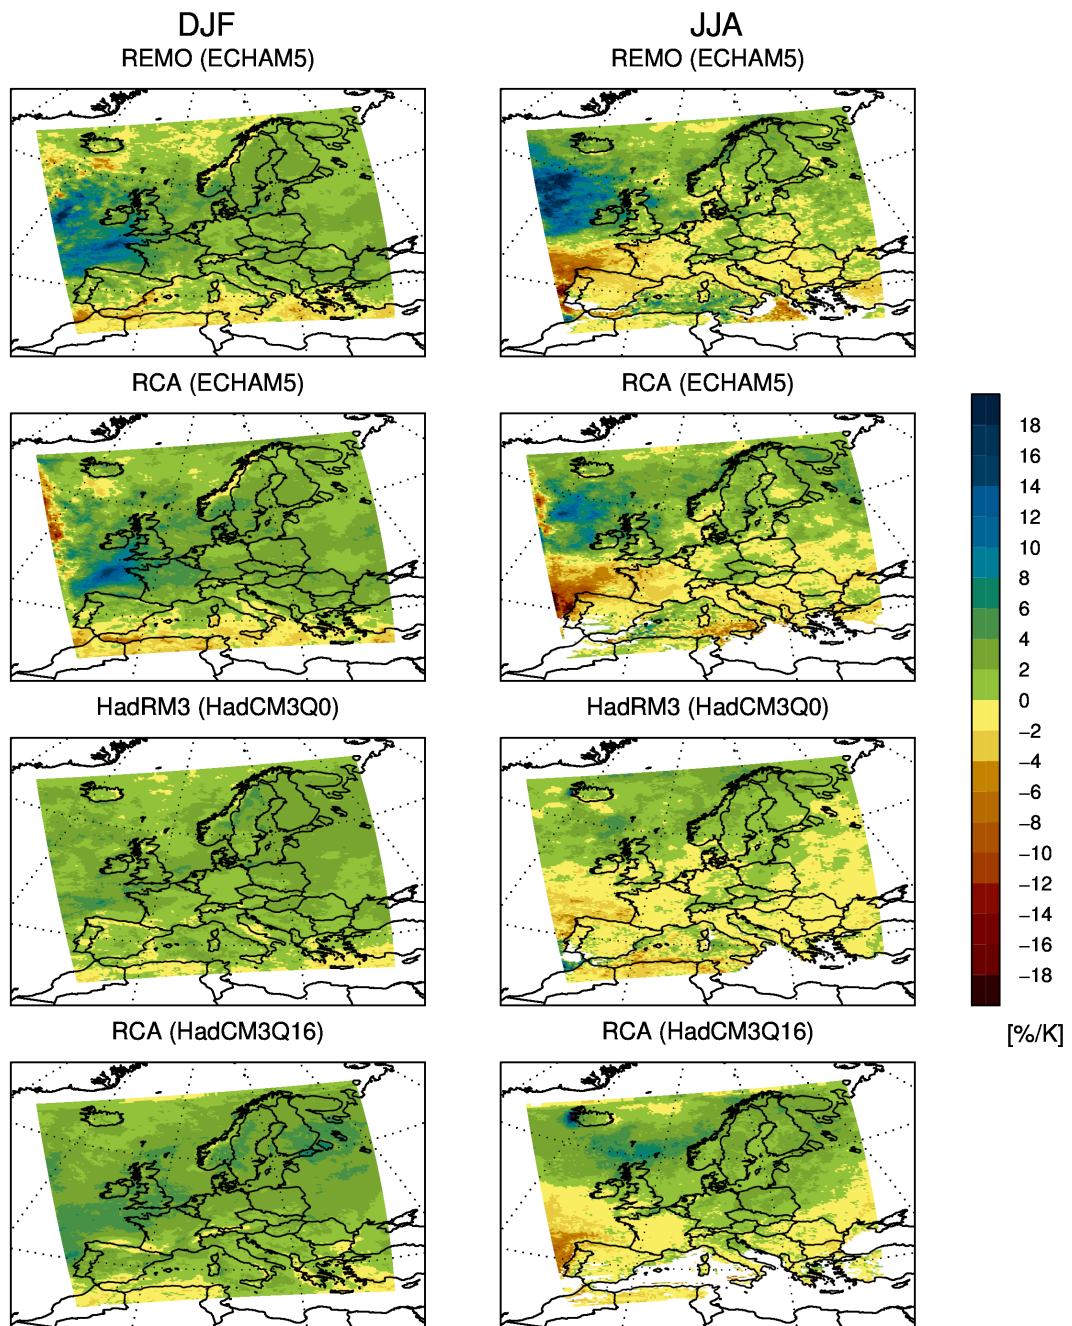 DJF
JJA
REMO (ECHAM5)
REMO (ECHAM5)
RCA (ECHAM5)
RCA (ECHAM5)
HadRM3 (HadCM3Q0)
HadRM3 (HadCM3Q0)
RCA (HadCM3Q16)
RCA (HadCM3Q16)
18
16
14
12
10
8
6
4
2
0
−2
−4
−6
−8
−10
−12
−14
−16
−18
[%/K]